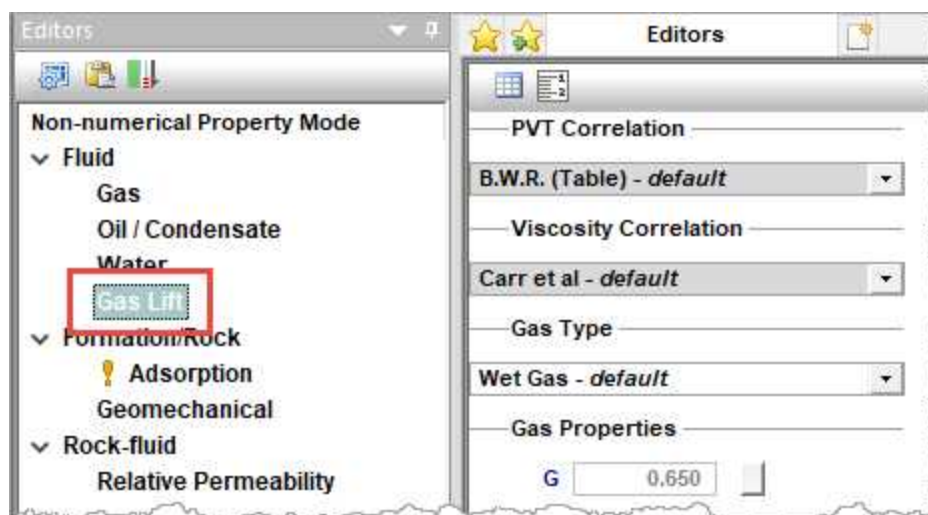 Editors
Non-numerical Property Mode
Fluid
Gas
Oil / Condensate
Water
Gas Lift
Formation/Rock
Adsorption
Geomechanical
Rock-fluid
Relative Permeability
Editors
PVT Correlation
B.W.R. (Table) - default
Viscosity Correlation
Carr et al - default
Gas Type
Wet Gas - default
Gas Properties
G 0.650